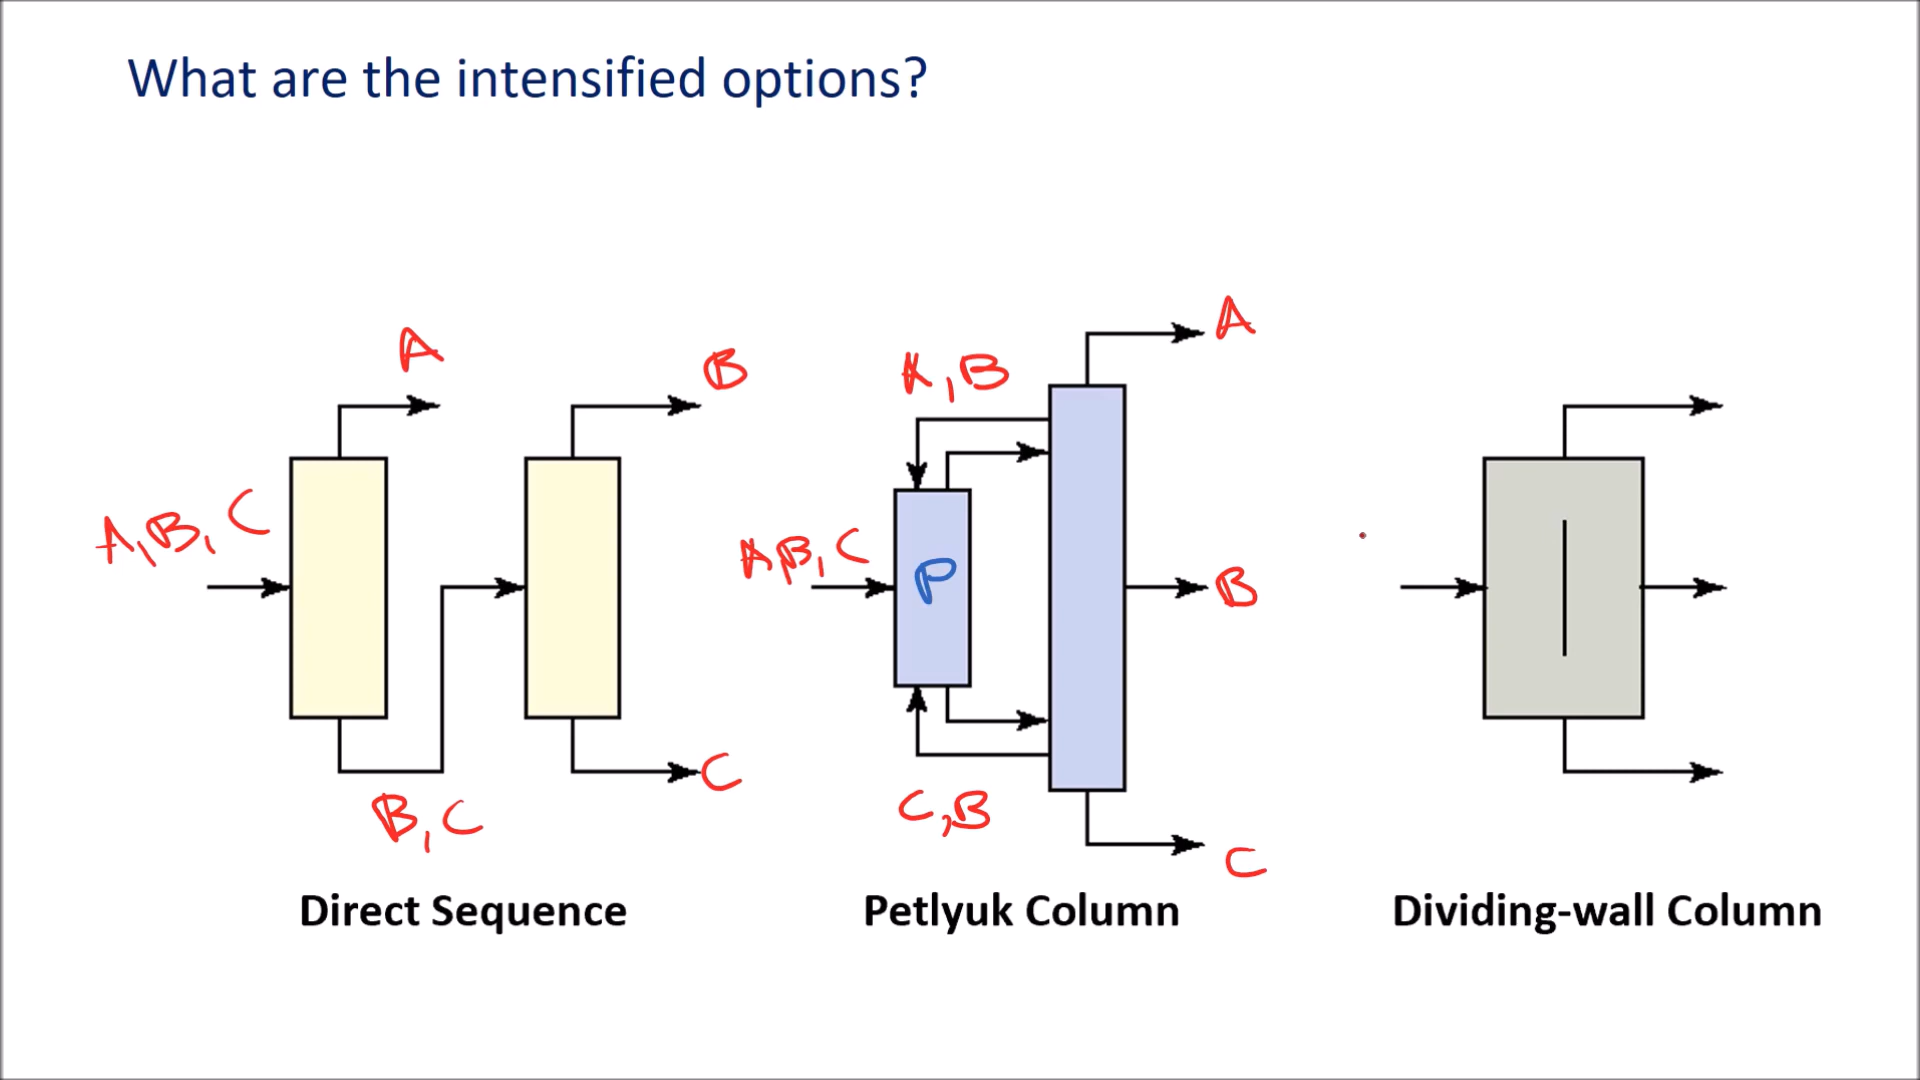 What are the intensified options?
A
A,B,C
B,C
B
C
A,B,C
P
A,B
C,B
A
B
C
Direct Sequence
Petlyuk Column
Dividing-wall Column